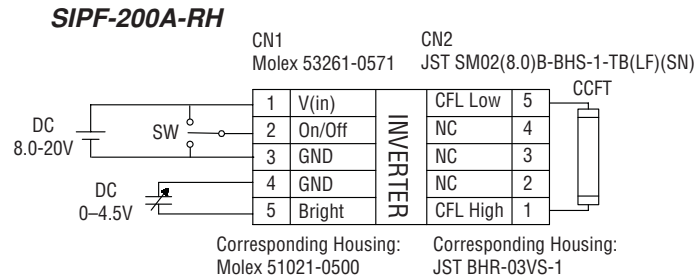 SIPF-200A-RH
CN1
Molex 53261-0571
CN2
JST SM02(8.0)B-BHS-1-TB(LF)(SN)
CCFT
DC
8.0-20V
SW
1 V(in)
2 On/Off
3 GND
4 GND
5 Bright
INVERTER
CFL Low 5
NC 4
NC 3
NC 2
CFL High 1
DC
0–4.5V
Corresponding Housing:
Molex 51021-0500
Corresponding Housing:
JST BHR-03VS-1